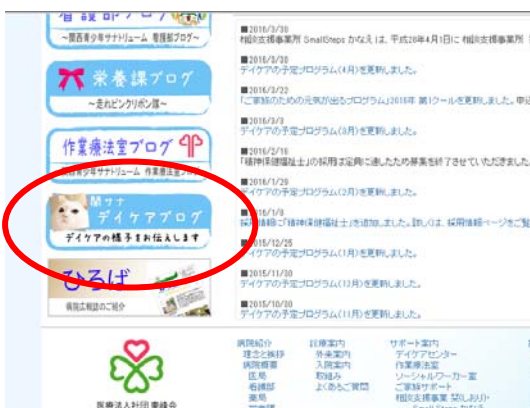 看護部ブログ
~関西青少年サナトリューム 看護部ブログ~
栄養課ブログ
~走れピンクリボン隊~
作業療法室ブログ
関西青少年サナトリューム 作業療法室ブログ
関サナ
デイケアブログ
デイケアの様子をお伝えします
ひろば
病院広報誌のご紹介
医療法社団 東峰会
■2016/3/30
相談支援事業所 SmallSteps かなえ は、平成28年4月1日に 相談支援事業所
■2016/3/30
デイケアの予定プログラム(4月)を更新しました。
■2016/3/22
「ご家族のための元気が出るプログラム」2016年 第1クールを更新しました。申込
■2016/3/3
デイケアの予定プログラム(3月)を更新しました。
■2016/2/16
「精神保健福祉士」の採用は定員に達したため募集を終了させていただきました。
■2016/1/29
デイケアの予定プログラム(2月)を更新しました。
2016/1/8
採用情報に「精神保健福祉士」を追加しました。詳しくは、採用情報ページをご覧
2015/12/25
デイケアの予定プログラム(1月)を更新しました。
■2015/11/30
デイケアの予定プログラム(12月)を更新しました。
■2015/10/30
デイケアの予定プログラム(11月)を更新しました。
病院紹介
理念と挨拶
病院概要
医局
看護部
薬局
診療案内
外来案内
入院案内
取組み
よくあるご質問
サポート案内
デイケアセンター
作業療法室
ソーシャルワーカー室
ご家族サポート
相談支援事業
Small Steps かなえ